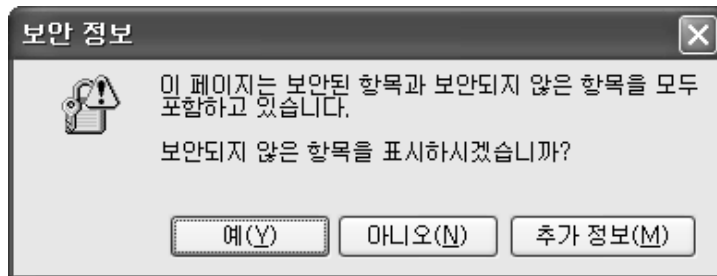 보안 정보
이 페이지는 보안된 항목과 보안되지 않은 항목을 모두
포함하고 있습니다.
보안되지 않은 항목을 표시하시겠습니까?
예(Y) 아니오(N) 추가 정보(M)